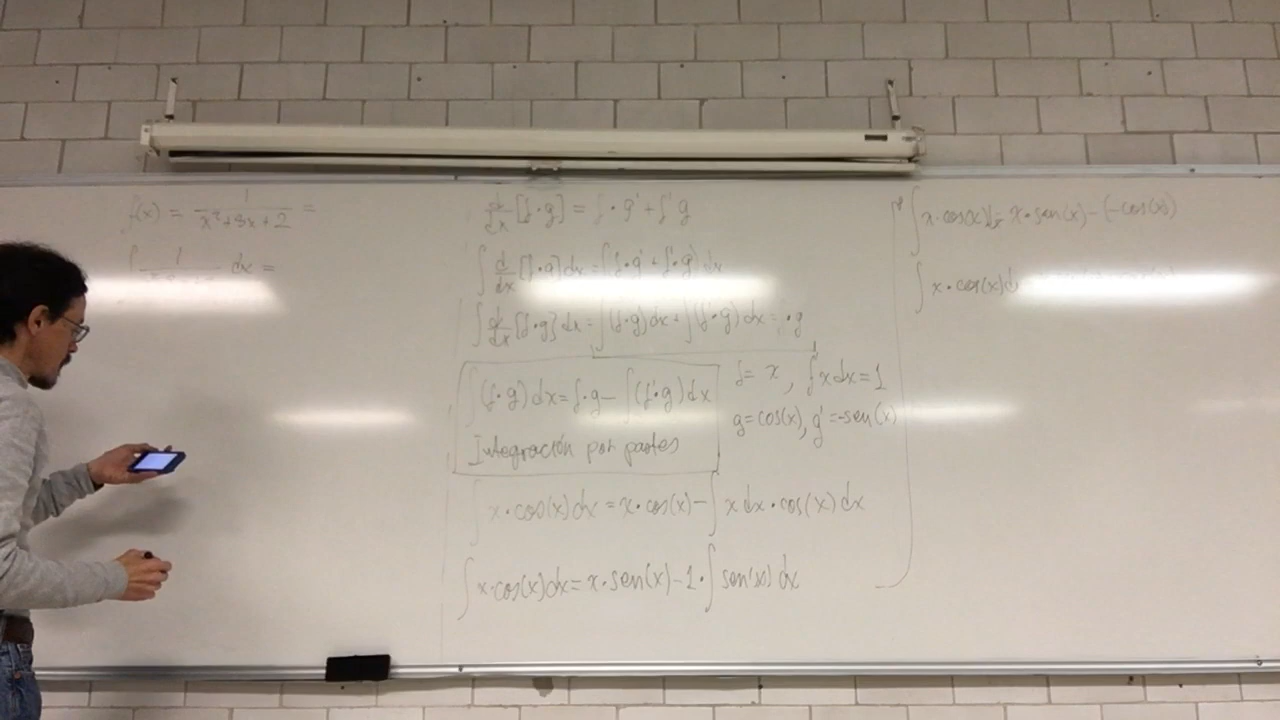 f(x) = 1/(x²+3x+2) =
∫ 1/ dx =
d/dx [f·g] = f·g' + f'g
∫ d/dx [f·g] dx = ∫(f·g' + f'·g) dx
∫ d/dx [f·g] dx = ∫(f·g') dx + ∫(f'·g) dx = ·g
∫(f·g) dx = f·g − ∫(f'·g) dx
Integración por partes
f = x, f'x dx = 1
g = cos(x), g' = -sen(x)
∫ x·cos(x) dx = x·cos(x) − ∫ x dx·cos(x) dx
∫ x·cos(x) dx = x·sen(x) − 1·∫ sen(x) dx
∫ x·cos(x) dx = x·sen(x) − (−cos(x))
∫ x·cos(x) d